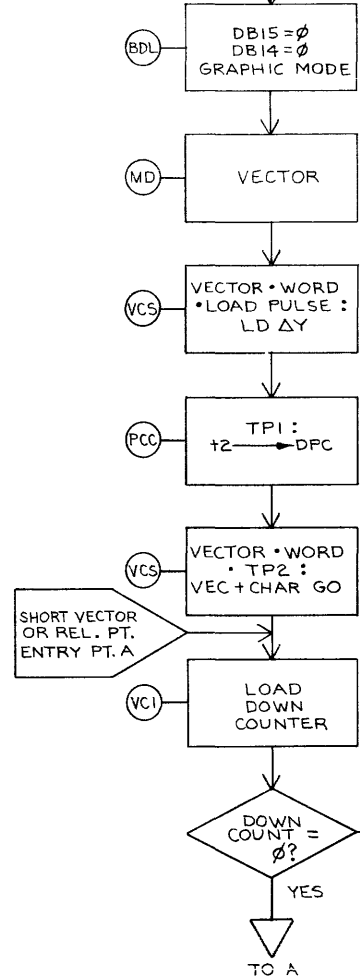 BDL
DB15=Ø
DB14=Ø
GRAPHIC MODE
MD
VECTOR
VCS
VECTOR • WORD
• LOAD PULSE :
LD ΔY
PCC
TP1 :
+2 → DPC
VCS
VECTOR • WORD
• TP2 :
VEC + CHAR GO
SHORT VECTOR
OR REL. PT.
ENTRY PT. A
VC1
LOAD
DOWN
COUNTER
DOWN
COUNT =
Ø?
YES
TO A